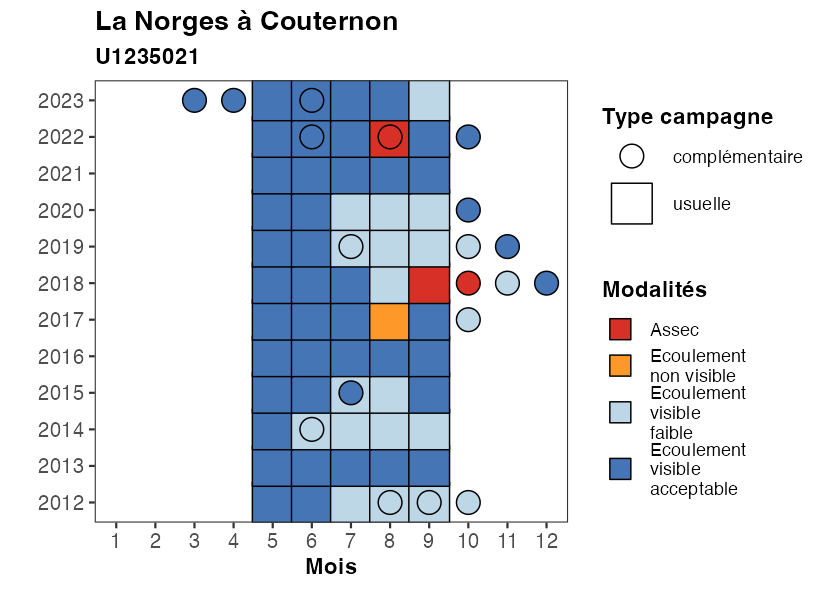 La Norges à Couternon
U1235021
2023
2022
2021
2020
2019
2018
2017
2016
2015
2014
2013
2012
1 2 3 4 5 6 7 8 9 10 11 12
Mois
Type campagne
complémentaire
usuelle
Modalités
Assec
Ecoulement
non visible
Ecoulement
visible
faible
Ecoulement
visible
acceptable